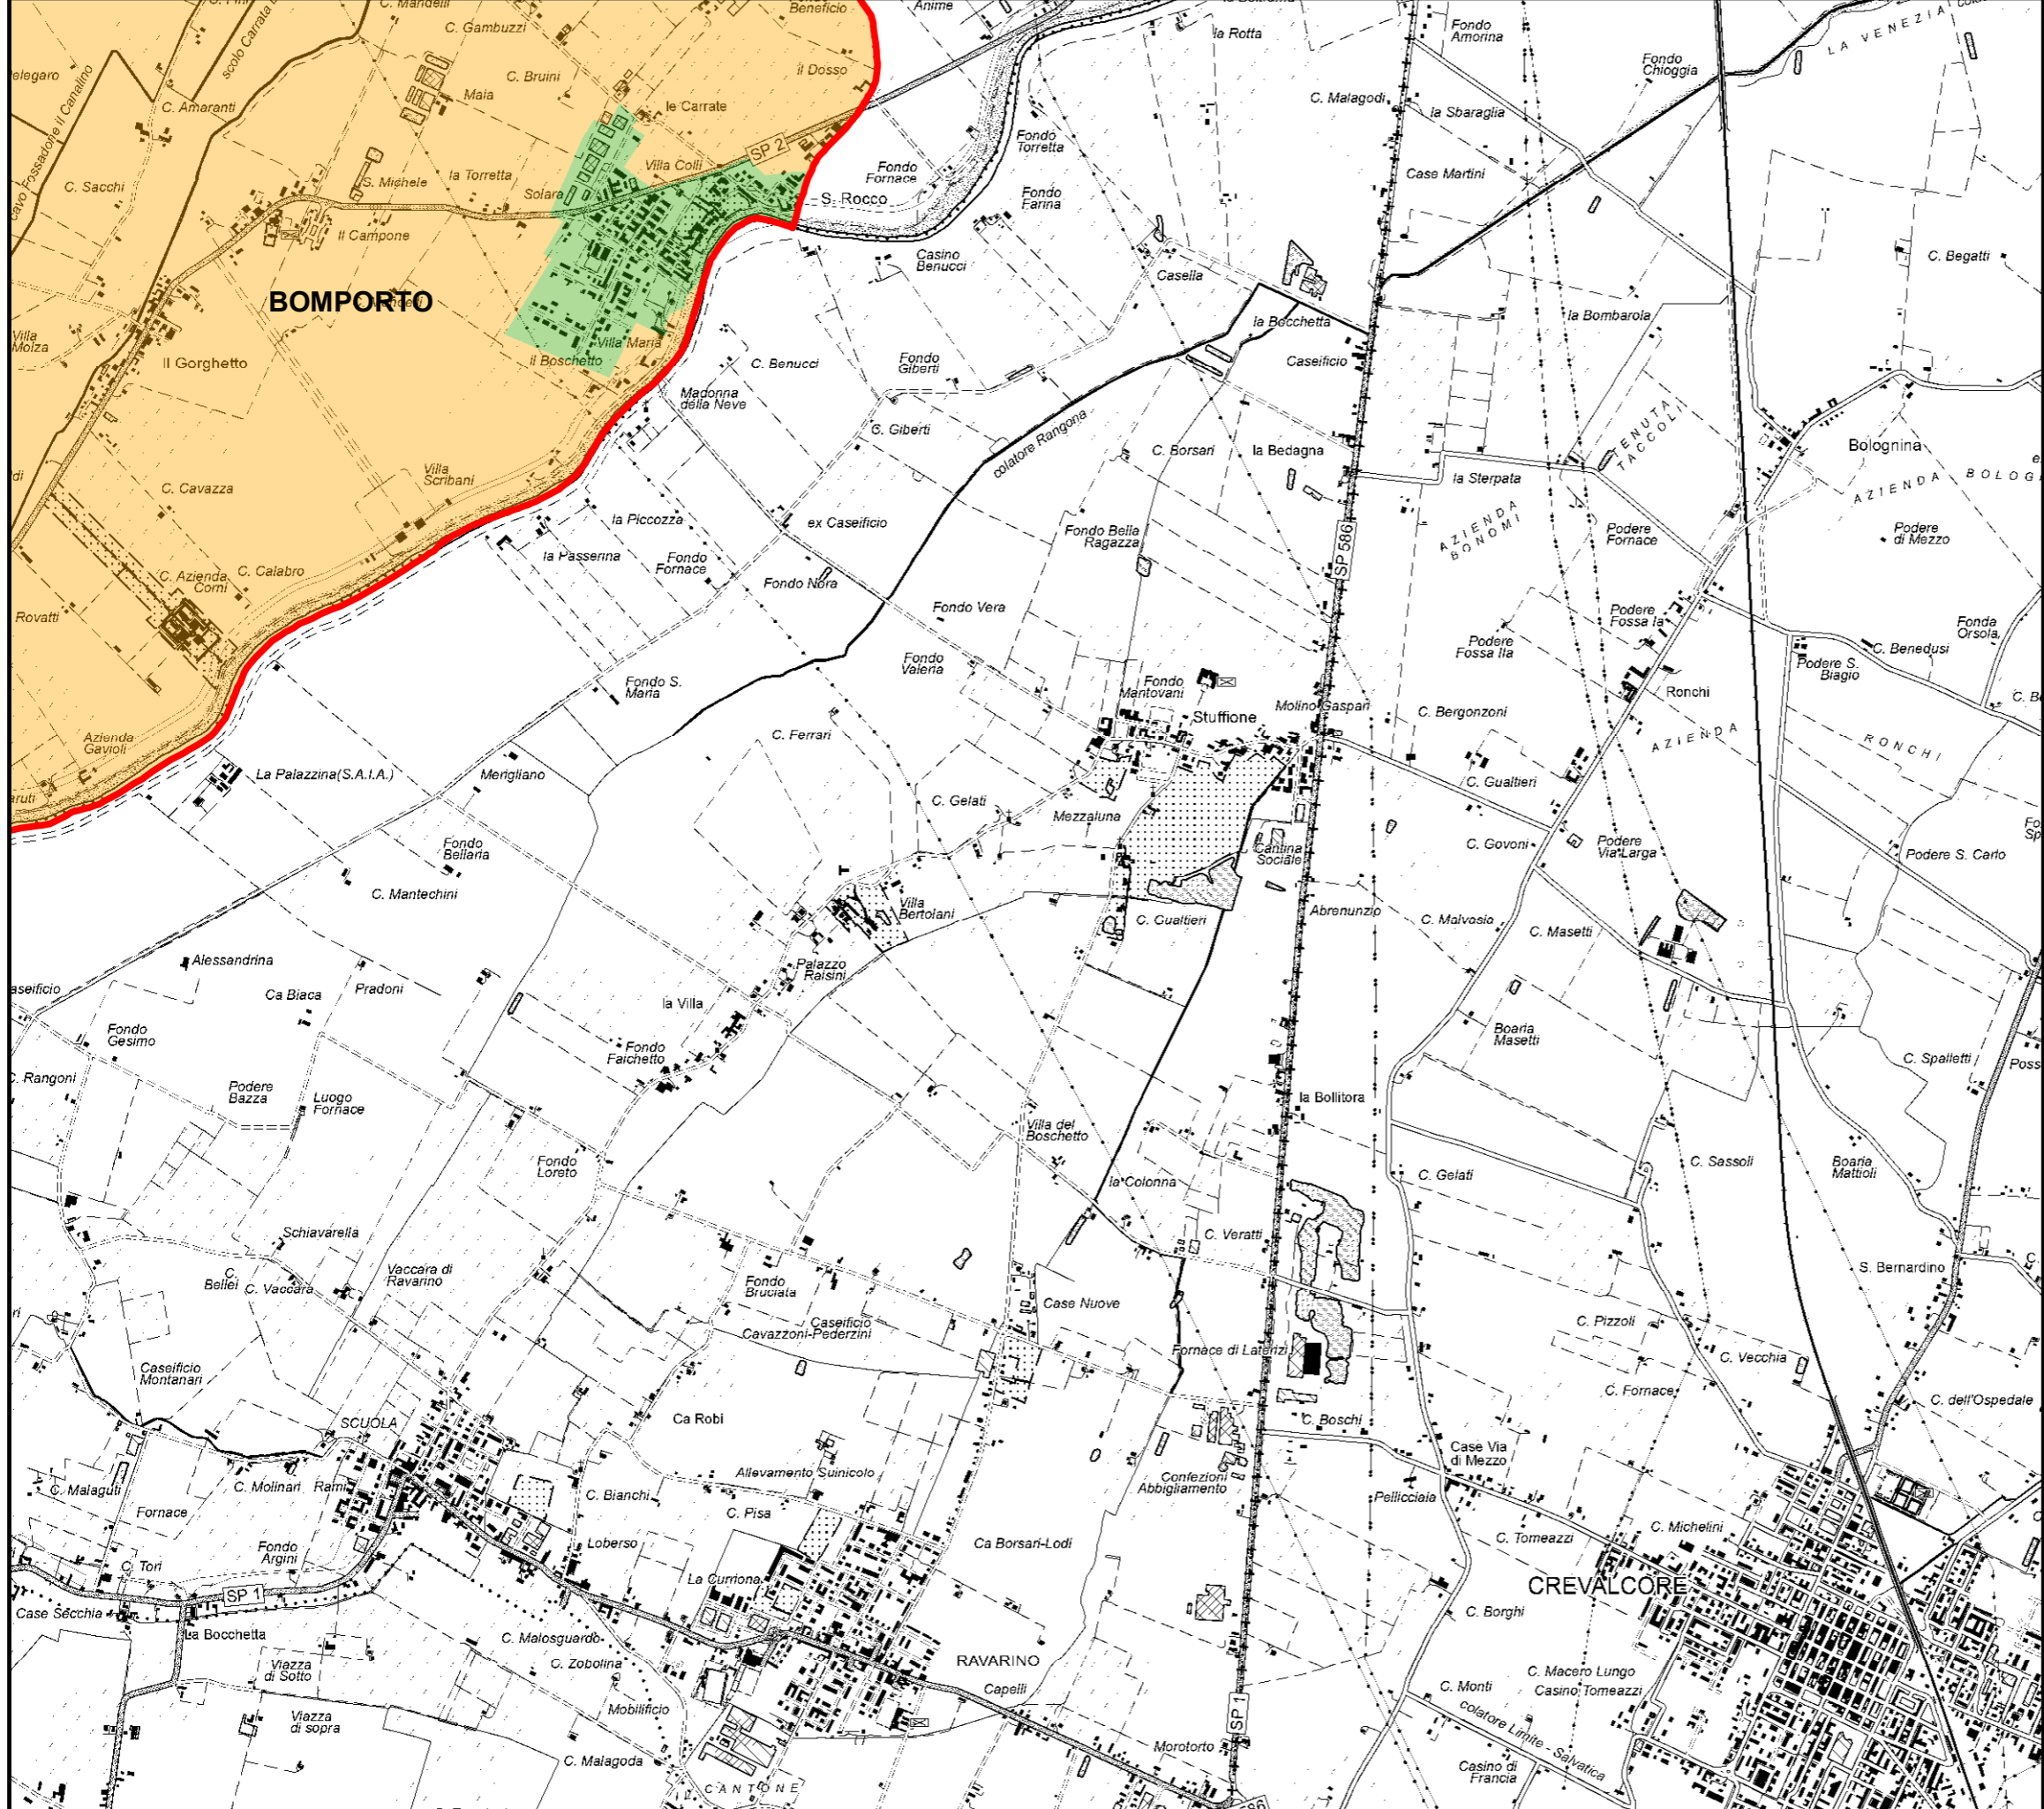 C. Mandelli
Beneficio
Anime
la Rotta
Fondo
Amorina
LA VENEZIA
C. Gambuzzi
scolo Carrata
C. Bruini
il Dosso
Fondo
Chioggia
C. Amaranti
Maia
le Carrate
C. Malagodi
la Sbaraglia
cavo Fossadone il Canalino
SP 2
Fondo
Torretta
C. Sacchi
S. Michele
la Torretta
Villa Colli
Solara
Fondo
Fornace
Case Martini
S. Rocco
Fondo
Farina
Il Campone
Casino
Benucci
Casella
C. Begatti
BOMPORTO
Villa
Molza
la Bocchetta
la Bombarola
Il Gorghetto
Il Boschetto
Villa Maria
C. Benucci
Fondo
Giberti
Caseificio
Madonna
della Neve
C. Giberti
colatore Rangona
TENUTA
TACCOLI
C. Borsari
la Bedagna
Bolognina
Villa
Scribani
C. Cavazza
la Sterpata
AZIENDA BOLOG
la Piccozza
ex Caseificio
Fondo Bella
Ragazza
SP 586
AZIENDA
BONOMI
Podere
Fornace
Podere
di Mezzo
la Passerina
Fondo
Fornace
C. Azienda
Corni
C. Calabro
Fondo Nora
Fondo Vera
Rovatti
Podere
Fossa Ia
Podere
Fossa IIa
Fonda
Orsola
C. Benedusi
Podere S.
Biagio
Fondo S.
Maria
Fondo
Valeria
Fondo
Mantovani
Ronchi
Stuffione
Molino Gaspari
C. Bergonzoni
AZIENDA
RONCHI
Azienda
Gavioli
C. Ferrari
La Palazzina(S.A.I.A.)
Merigliano
C. Gualtieri
C. Gelati
Mezzaluna
Fondo
Bellaria
Cantina
Sociale
C. Govoni
Podere
Via Larga
Podere S. Carlo
C. Mantechini
Villa
Bertolani
C. Gualtieri
Abrenunzio
C. Malvasia
C. Masetti
Alessandrina
Palazzo
Raisini
Ca Biaca
Pradoni
la Villa
Fondo
Gesimo
Fondo
Faichetto
Boaria
Masetti
C. Spalletti
C. Rangoni
Podere
Bazza
Luogo
Fornace
la Bollitora
Villa del
Boschetto
Fondo
Loreto
C. Sassoli
Boaria
Mattioli
C. Gelati
la Colonna
Schiavarella
C. Veratti
C.
Bellei
C. Vaccara
Vaccara di
Ravarino
Fondo
Bruciata
S. Bernardino
Case Nuove
Caseificio
Cavazzoni-Pederzini
C. Pizzoli
Fornace di Laterizi
C. Vecchia
Caseificio
Montanari
C. Fornace
C. dell'Ospedale
SCUOLA
Ca Robi
C. Boschi
Case Via
di Mezzo
Allevamento Suinicolo
Confezioni
Abbigliamento
C. Malaguti
C. Molinari
Rami
C. Bianchi
Pellicciaia
Fornace
C. Pisa
C. Tomeazzi
C. Michelini
Fondo
Argini
Loberso
Ca Borsari-Lodi
C. Tori
La Curriona
SP 1
CREVALCORE
Case Secchia
C. Borghi
La Bocchetta
C. Malosguardo
RAVARINO
Viazza
di Sotto
C. Zobolina
C. Macero Lungo
Casino Tomeazzi
Capelli
C. Monti
Viazza
di sopra
Mobilificio
SP 1
colatore Limite - Salvatica
C. Malagoda
Morotorto
Casino di
Francia
CANTONE